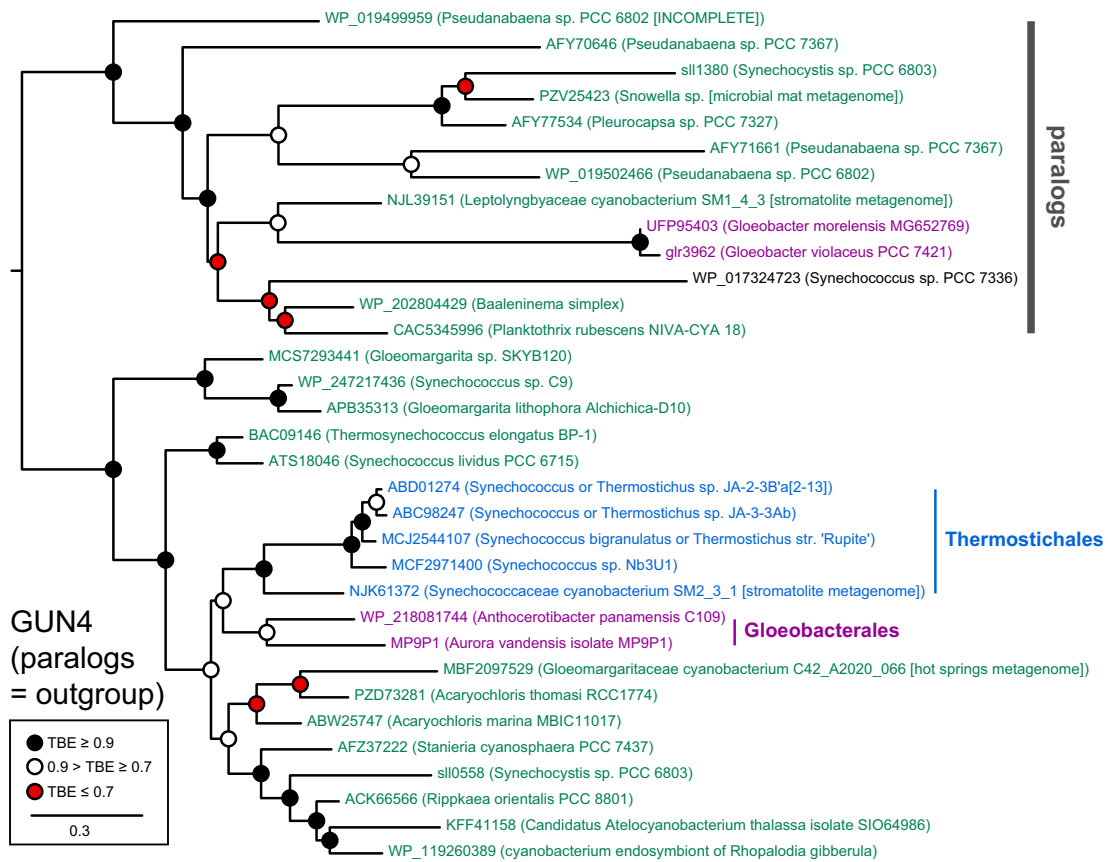 WP_019499959 (Pseudanabaena sp. PCC 6802 [INCOMPLETE])
AFY70646 (Pseudanabaena sp. PCC 7367)
sll1380 (Synechocystis sp. PCC 6803)
PZV25423 (Snowella sp. [microbial mat metagenome])
AFY77534 (Pleurocapsa sp. PCC 7327)
AFY71661 (Pseudanabaena sp. PCC 7367)
WP_019502466 (Pseudanabaena sp. PCC 6802)
NJL39151 (Leptolyngbyaceae cyanobacterium SM1_4_3 [stromatolite metagenome])
UFP95403 (Gloeobacter morelensis MG652769)
glr3962 (Gloeobacter violaceus PCC 7421)
WP_017324723 (Synechococcus sp. PCC 7336)
WP_202804429 (Baaleninema simplex)
CAC5345996 (Planktothrix rubescens NIVA-CYA 18)
paralogs
MCS7293441 (Gloeomargarita sp. SKYB120)
WP_247217436 (Synechococcus sp. C9)
APB35313 (Gloeomargarita lithophora Alchichica-D10)
BAC09146 (Thermosynechococcus elongatus BP-1)
ATS18046 (Synechococcus lividus PCC 6715)
ABD01274 (Synechococcus or Thermostichus sp. JA-2-3B'a[2-13])
ABC98247 (Synechococcus or Thermostichus sp. JA-3-3Ab)
MCJ2544107 (Synechococcus bigranulatus or Thermostichus str. 'Rupite')
MCF2971400 (Synechococcus sp. Nb3U1)
NJK61372 (Synechococcaceae cyanobacterium SM2_3_1 [stromatolite metagenome])
Thermostichales
WP_218081744 (Anthocerotibacter panamensis C109)
MP9P1 (Aurora vandensis isolate MP9P1)
Gloeobacterales
MBF2097529 (Gloeomargaritaceae cyanobacterium C42_A2020_066 [hot springs metagenome])
PZD73281 (Acaryochloris thomasi RCC1774)
ABW25747 (Acaryochloris marina MBIC11017)
AFZ37222 (Stanieria cyanosphaera PCC 7437)
sll0558 (Synechocystis sp. PCC 6803)
ACK66566 (Rippkaea orientalis PCC 8801)
KFF41158 (Candidatus Atelocyanobacterium thalassa isolate SIO64986)
WP_119260389 (cyanobacterium endosymbiont of Rhopalodia gibberula)
GUN4
(paralogs
= outgroup)
TBE ≥ 0.9
0.9 > TBE ≥ 0.7
TBE ≤ 0.7
0.3